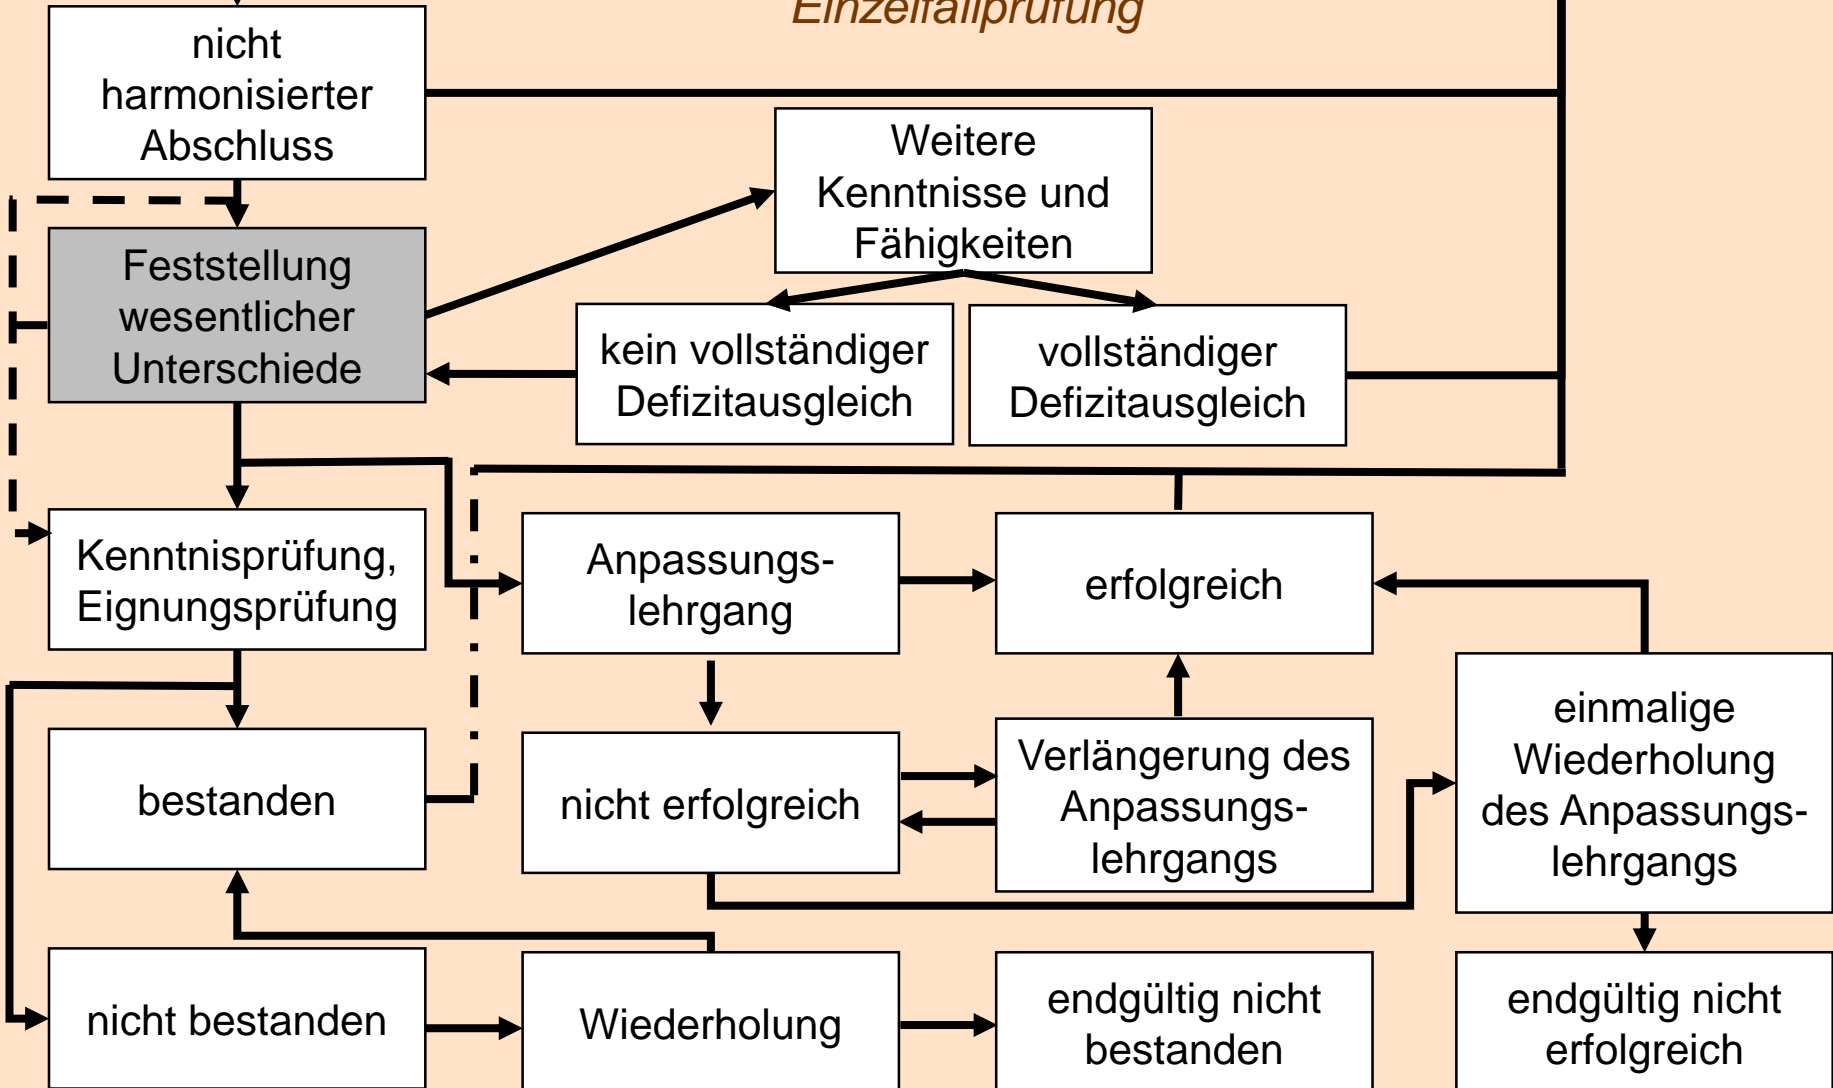 Einzelfallprüfung
nicht
harmonisierter
Abschluss
Weitere
Kenntnisse und
Fähigkeiten
Feststellung
wesentlicher
Unterschiede
kein vollständiger
Defizitausgleich
vollständiger
Defizitausgleich
Kenntnisprüfung,
Eignungsprüfung
Anpassungs-
lehrgang
erfolgreich
bestanden
nicht erfolgreich
Verlängerung des
Anpassungs-
lehrgangs
einmalige
Wiederholung
des Anpassungs-
lehrgangs
nicht bestanden
Wiederholung
endgültig nicht
bestanden
endgültig nicht
erfolgreich